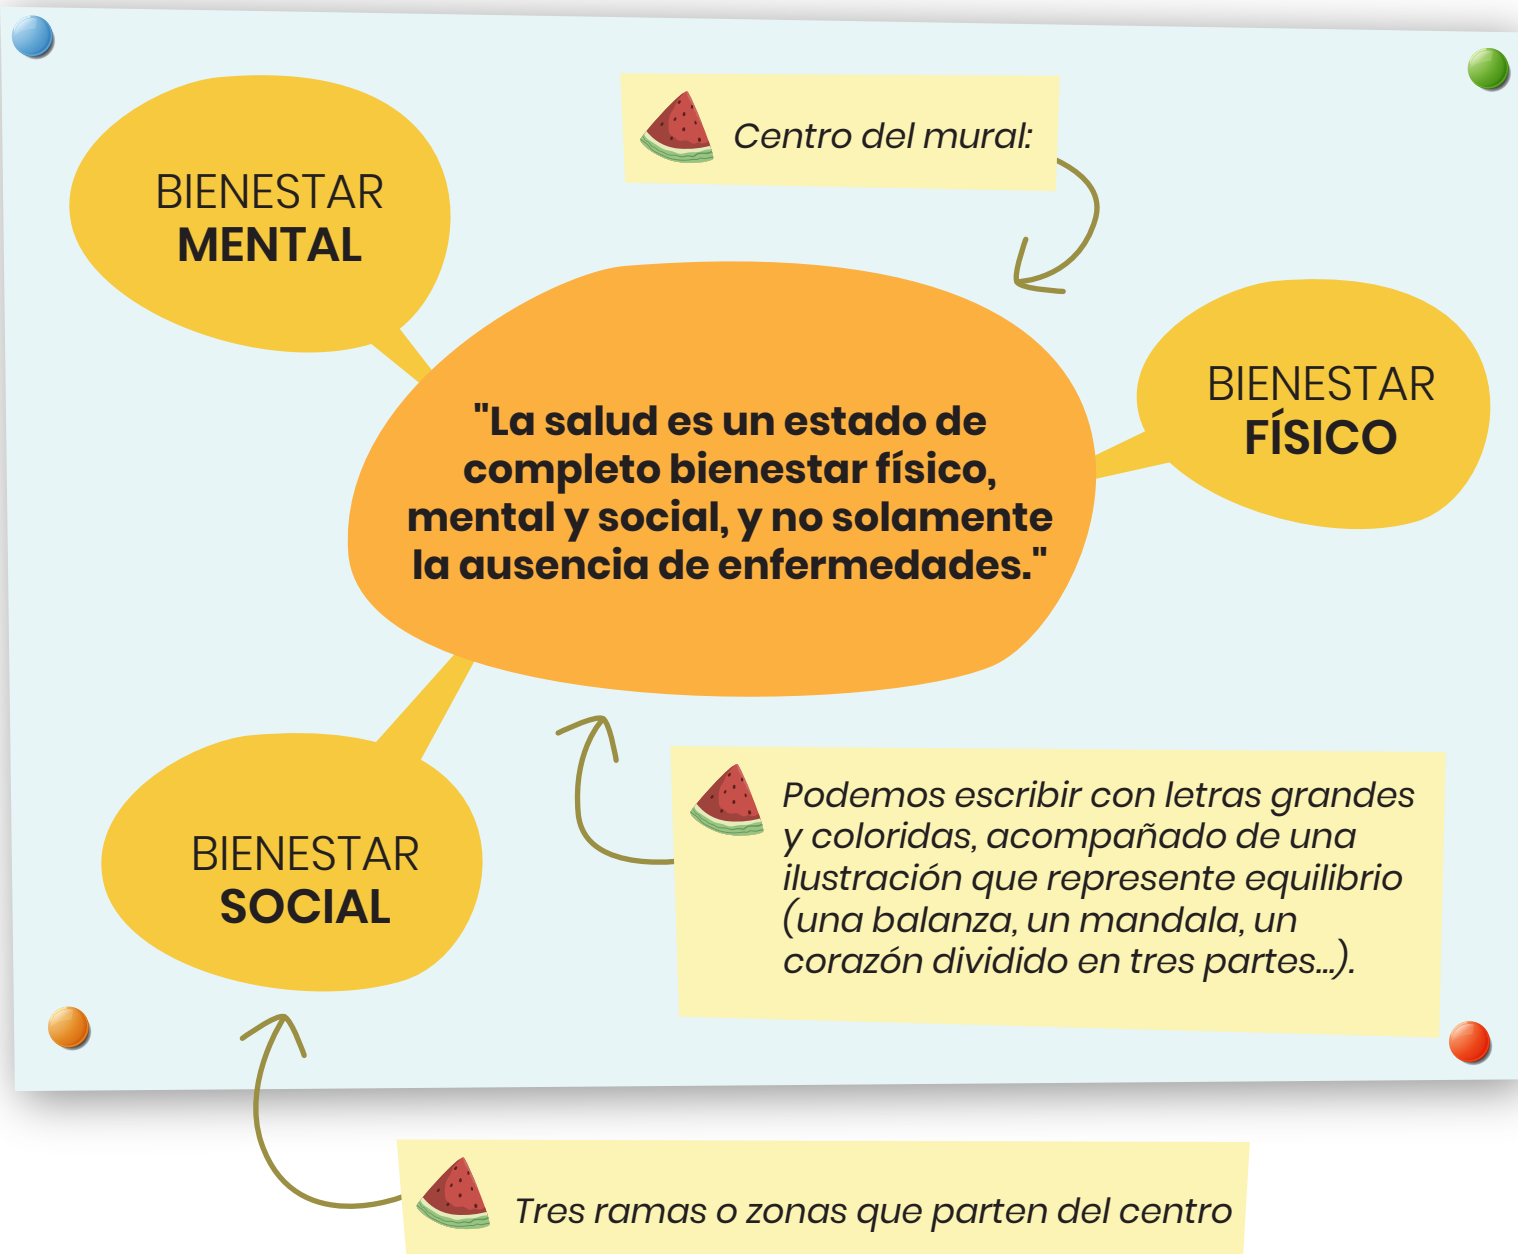 Centro del mural:
BIENESTAR
MENTAL
BIENESTAR
FÍSICO
"La salud es un estado de
completo bienestar físico,
mental y social, y no solamente
la ausencia de enfermedades."
BIENESTAR
SOCIAL
Podemos escribir con letras grandes
y coloridas, acompañado de una
ilustración que represente equilibrio
(una balanza, un mandala, un
corazón dividido en tres partes...).
Tres ramas o zonas que parten del centro